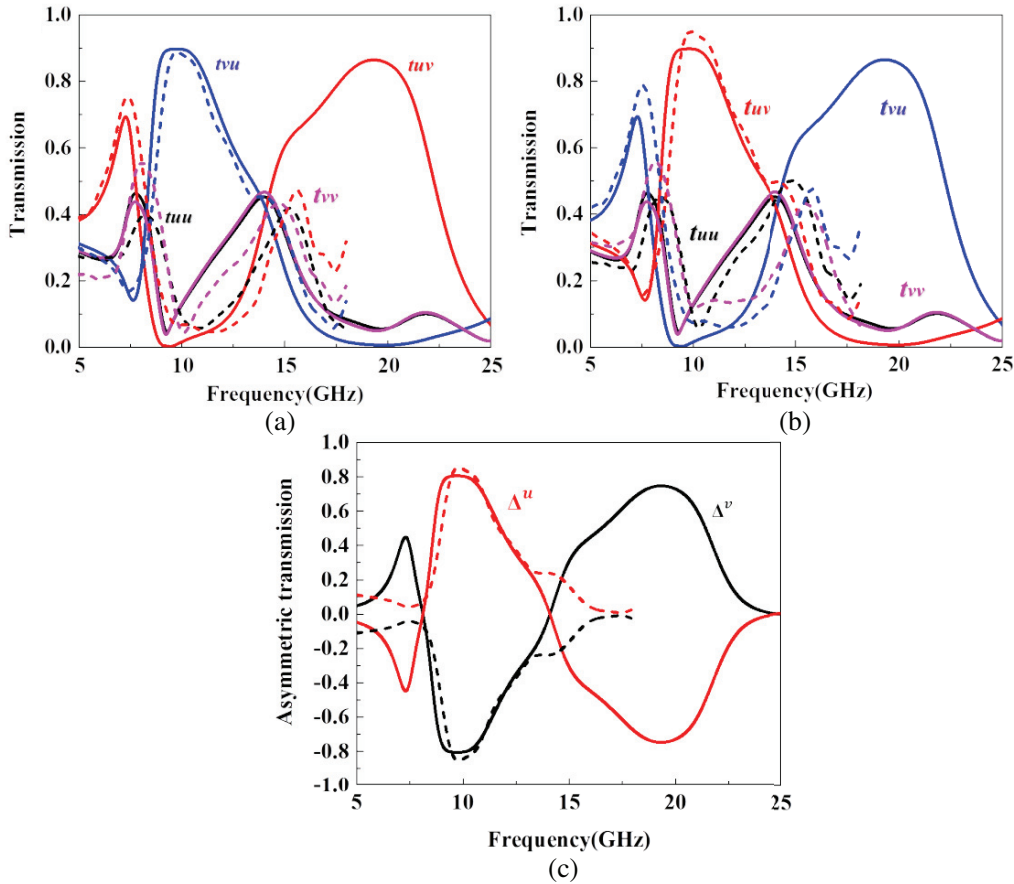 1.0
0.8
0.6
0.4
0.2
0.0
Transmission
tvu
tuv
tuu
tvv
5 10 15 20 25
Frequency(GHz)
(a)
1.0
0.8
0.6
0.4
0.2
0.0
Transmission
tuv
tvu
tuu
tvv
5 10 15 20 25
Frequency(GHz)
(b)
1.0
0.8
0.6
0.4
0.2
0.0
-0.2
-0.4
-0.6
-0.8
-1.0
Asymmetric transmission
Δu
Δv
5 10 15 20 25
Frequency(GHz)
(c)